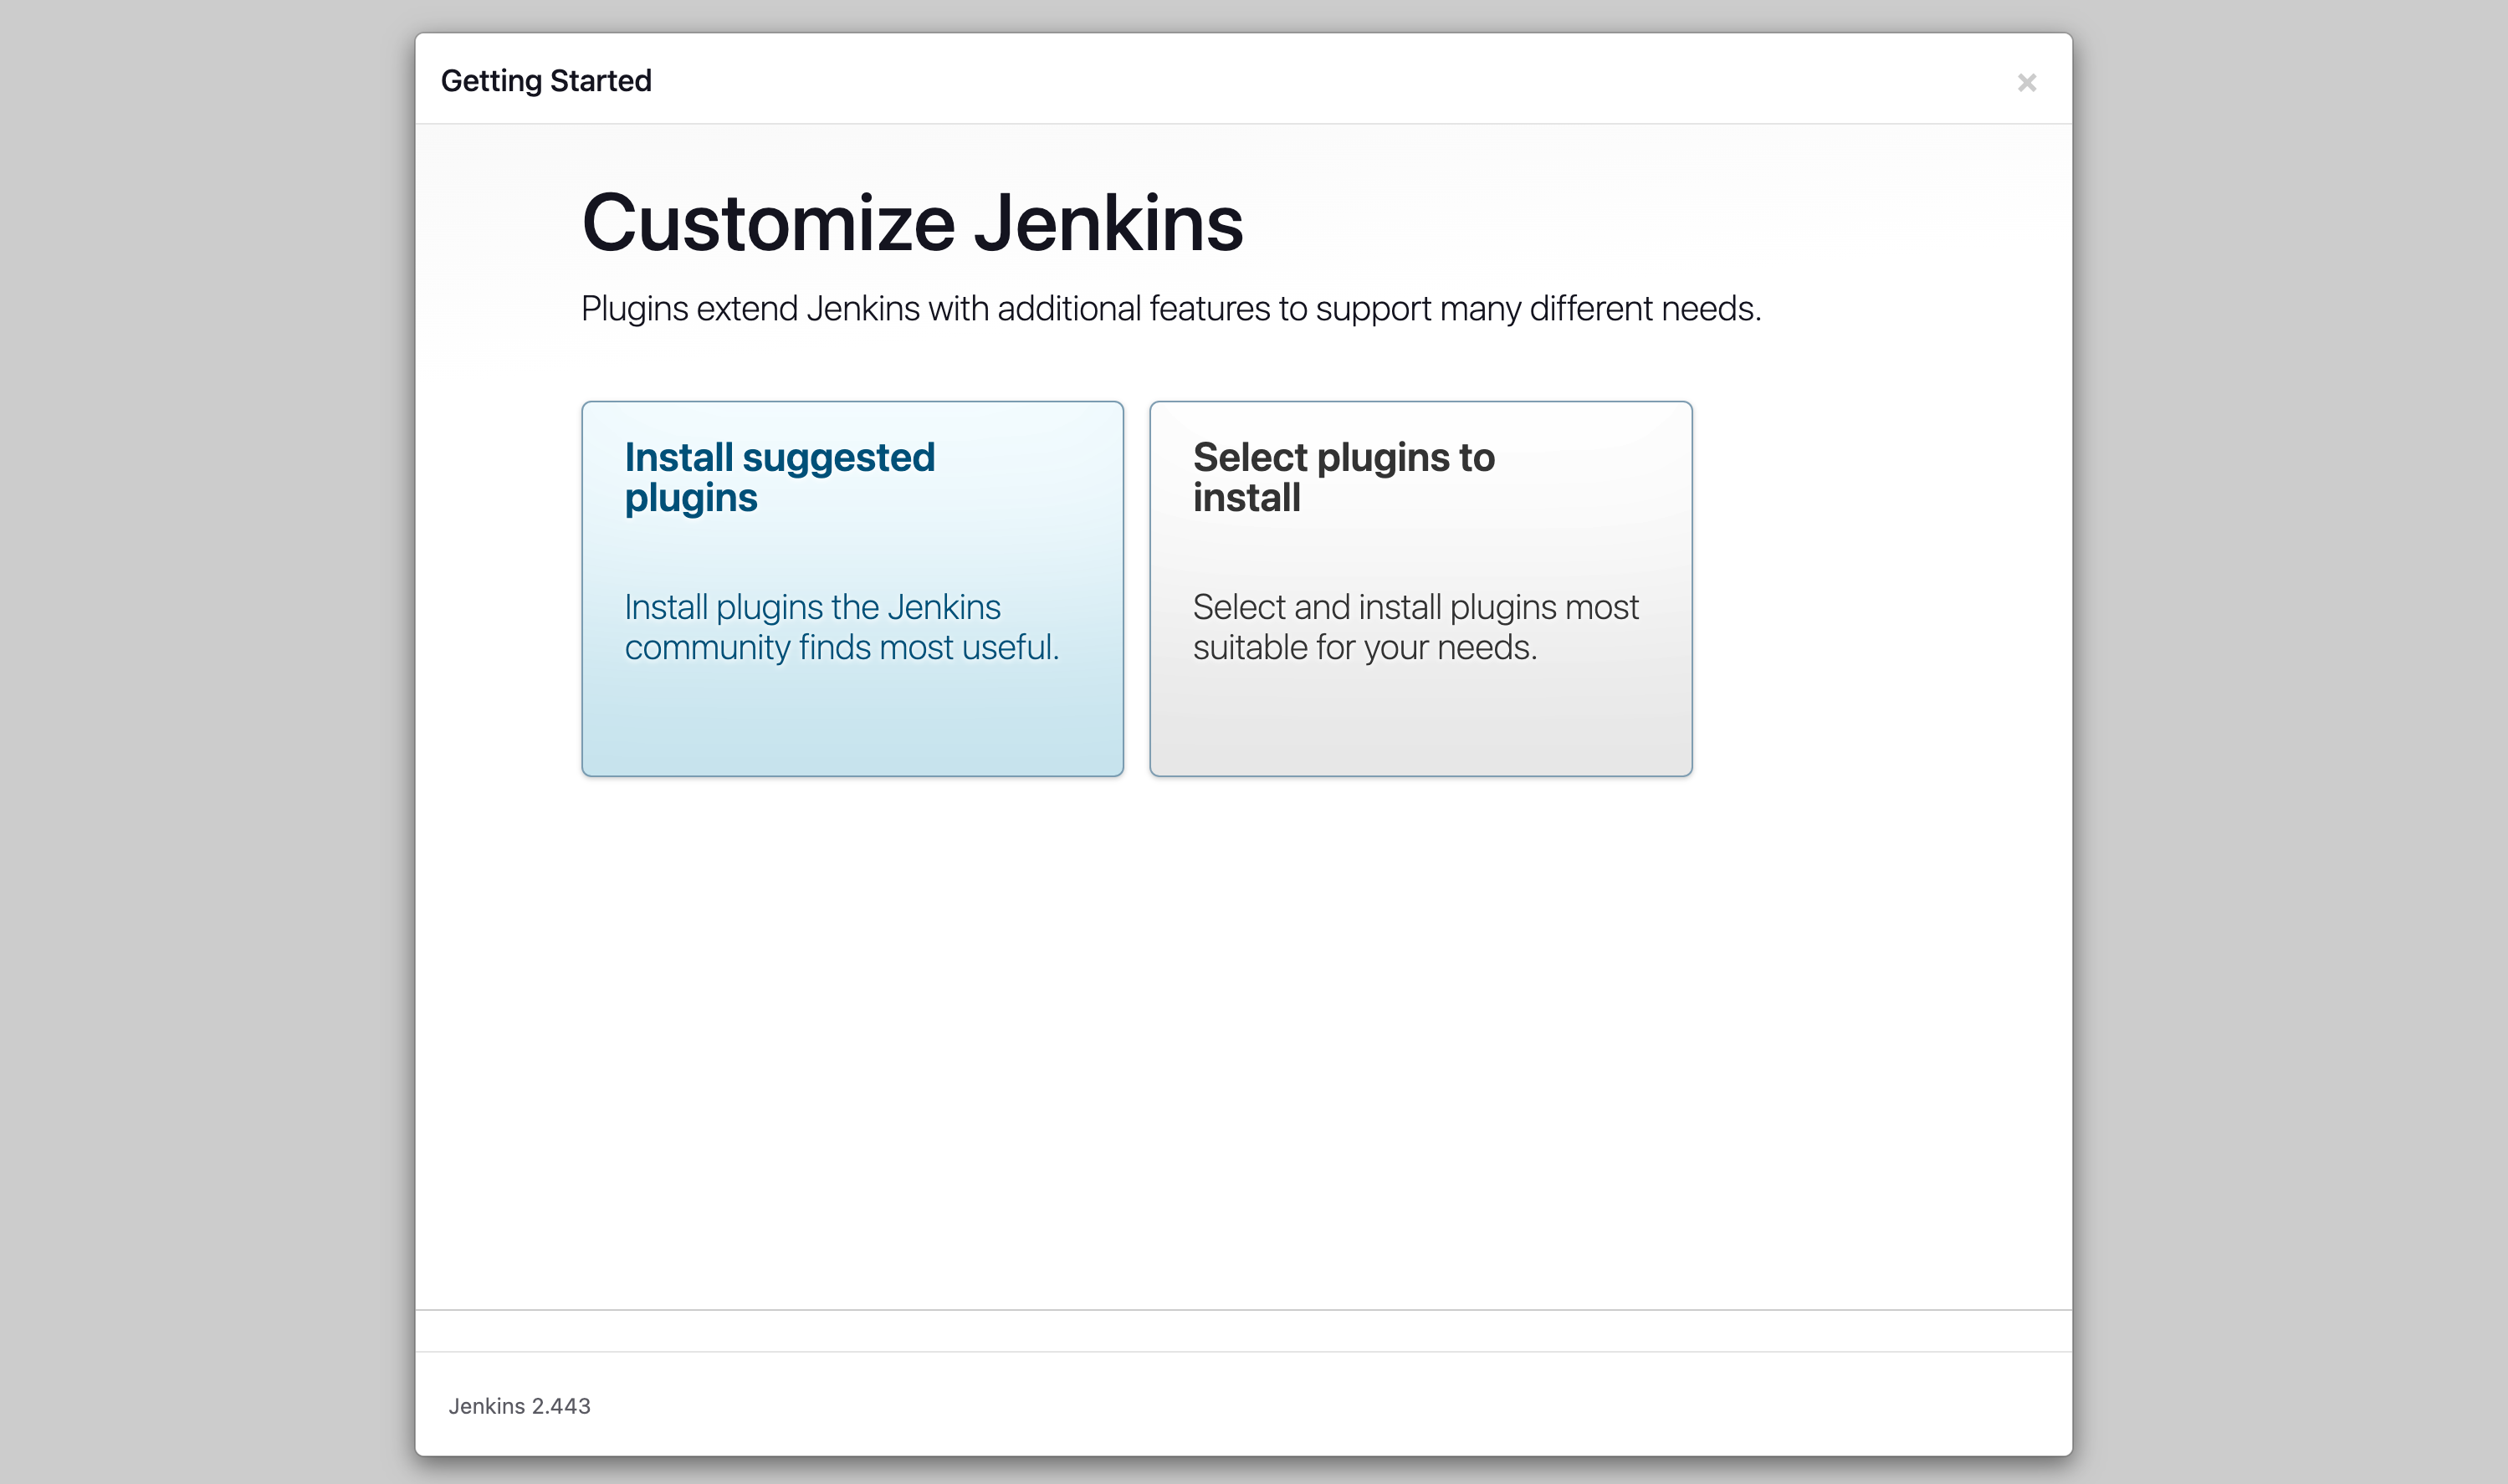 Getting Started
×
Customize Jenkins
Plugins extend Jenkins with additional features to support many different needs.
Install suggested
plugins
Install plugins the Jenkins
community finds most useful.
Select plugins to
install
Select and install plugins most
suitable for your needs.
Jenkins 2.443